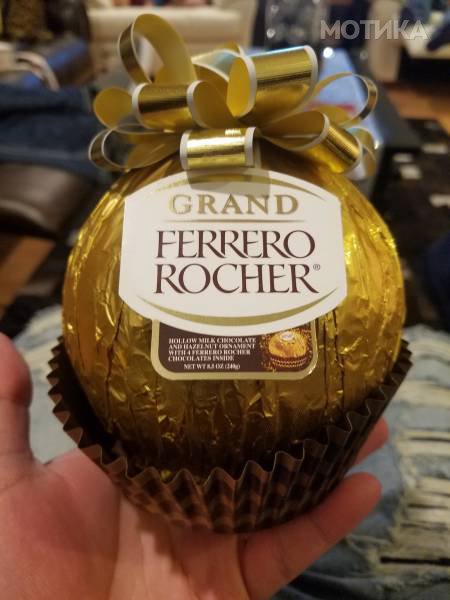 МОТИКА
GRAND
FERRERO
ROCHER®
HOLLOW MILK CHOCOLATE
AND HAZELNUT ORNAMENT
WITH 4 FERRERO ROCHER
CHOCOLATES INSIDE
NET WT 8.5 OZ (240g)